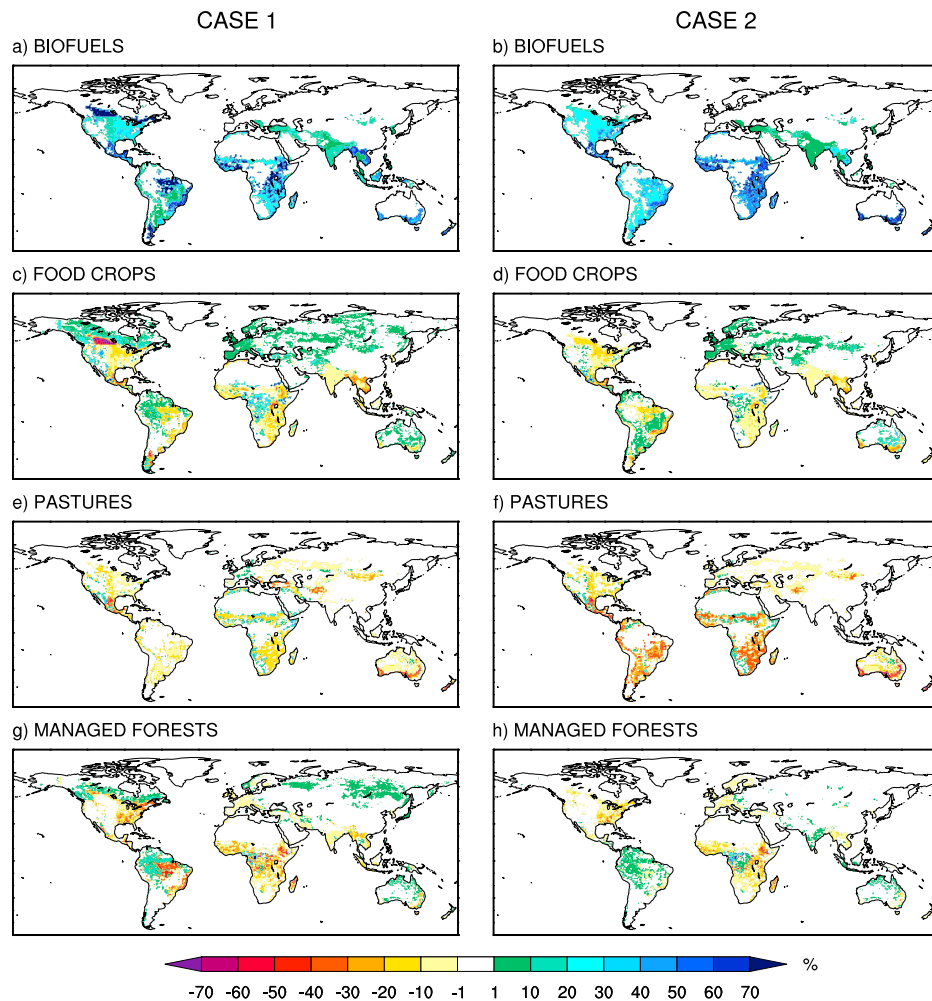 CASE 1 CASE 2
a) BIOFUELS b) BIOFUELS
c) FOOD CROPS d) FOOD CROPS
e) PASTURES f) PASTURES
g) MANAGED FORESTS h) MANAGED FORESTS
%
-70 -60 -50 -40 -30 -20 -10 -1 1 10 20 30 40 50 60 70